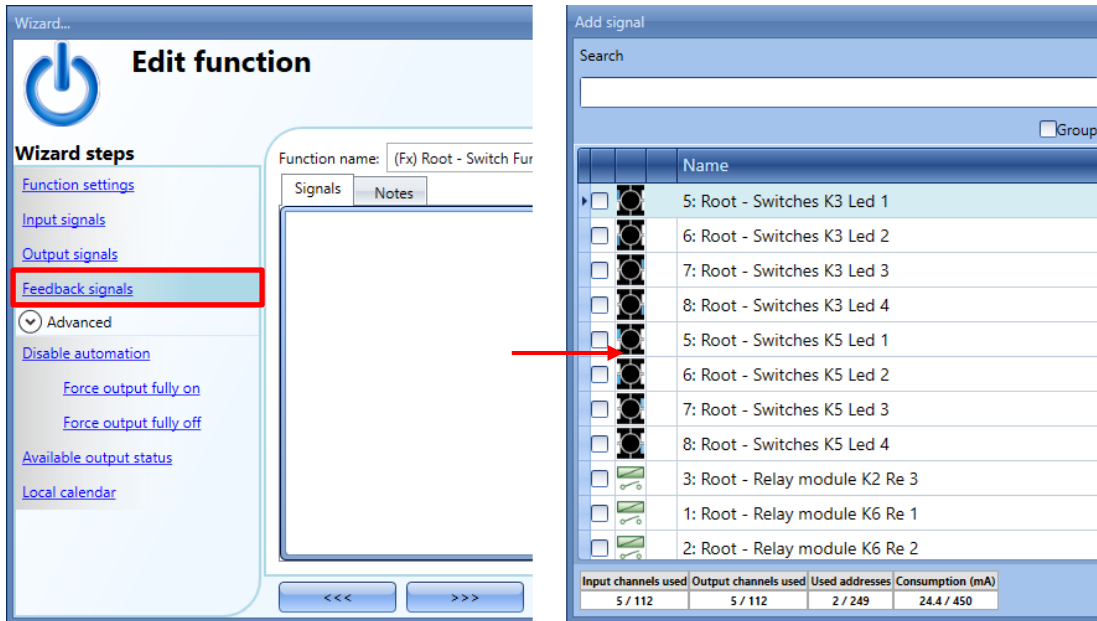 Wizard...
Edit function
Wizard steps
Function settings
Input signals
Output signals
Feedback signals
Advanced
Disable automation
Force output fully on
Force output fully off
Available output status
Local calendar
Function name: (Fx) Root - Switch Fur
Signals Notes
<<< >>>
Add signal
Search
Group
Name
5: Root - Switches K3 Led 1
6: Root - Switches K3 Led 2
7: Root - Switches K3 Led 3
8: Root - Switches K3 Led 4
5: Root - Switches K5 Led 1
6: Root - Switches K5 Led 2
7: Root - Switches K5 Led 3
8: Root - Switches K5 Led 4
3: Root - Relay module K2 Re 3
1: Root - Relay module K6 Re 1
2: Root - Relay module K6 Re 2
Input channels used Output channels used Used addresses Consumption (mA)
5 / 112 5 / 112 2 / 249 24.4 / 450